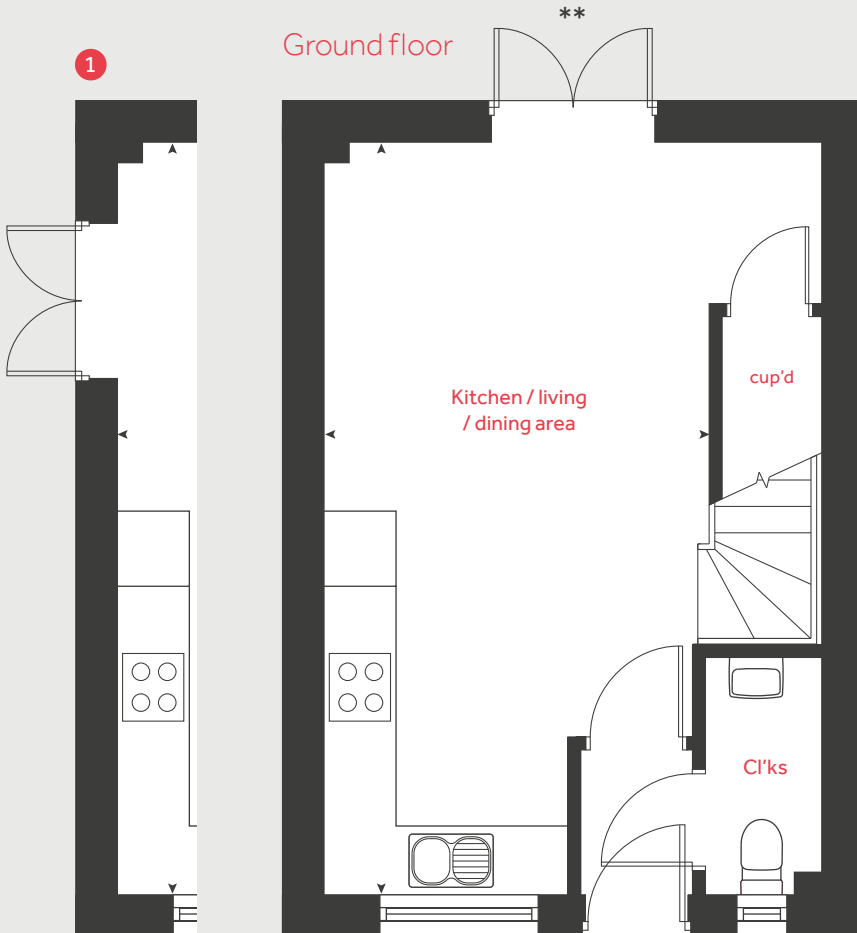 **
Ground floor
1
cup'd
Kitchen / living
/ dining area
Cl'ks